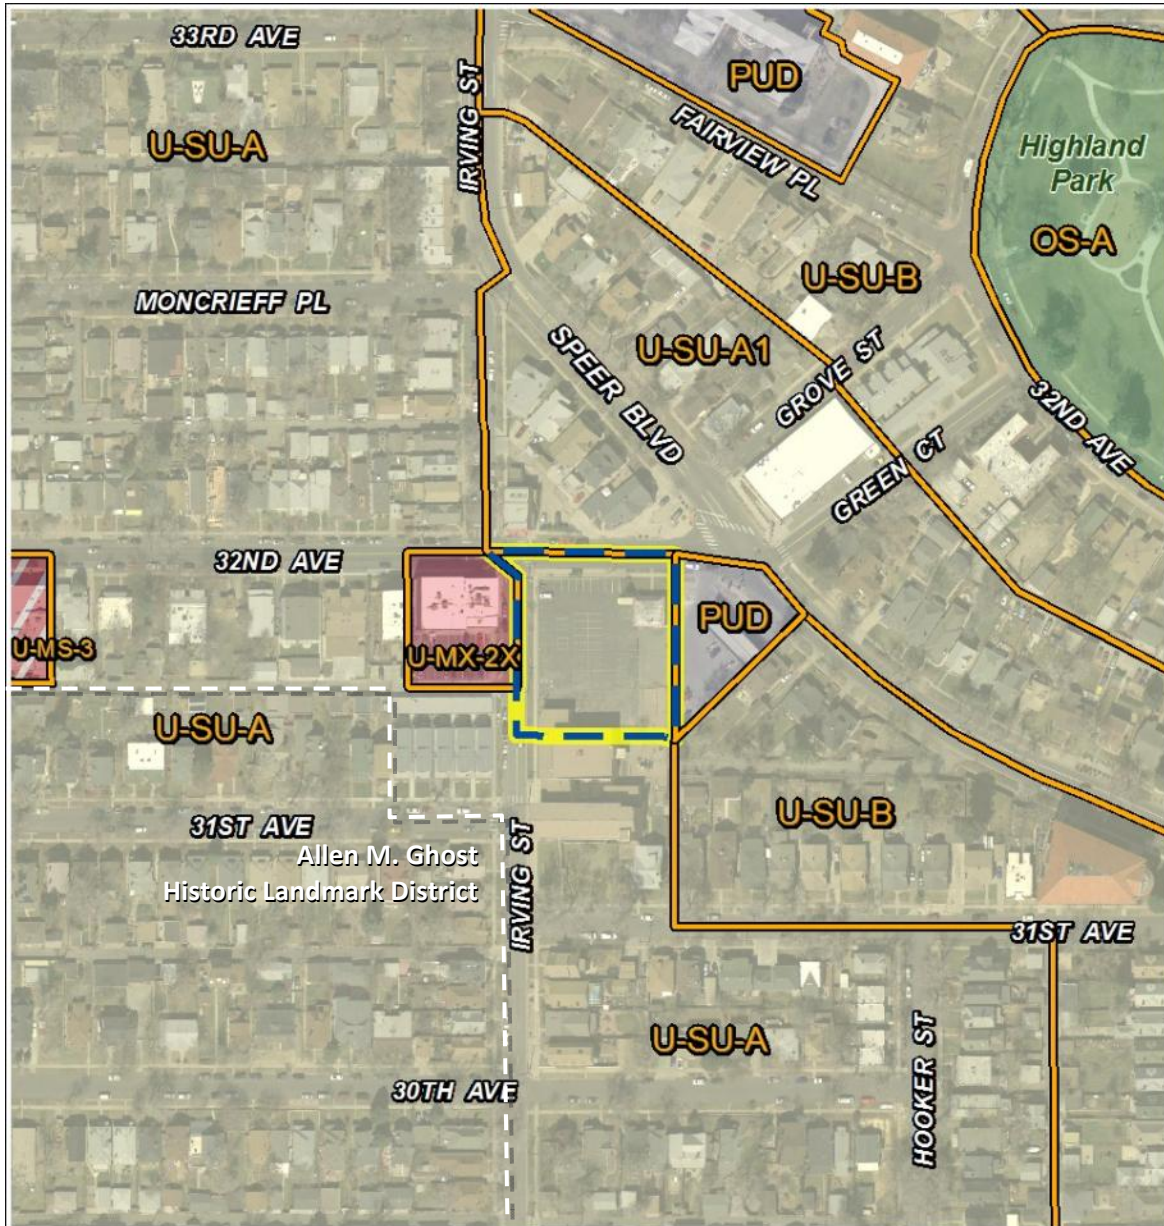 33RD AVE
IRVING ST
PUD
FAIRVIEW PL
U-SU-A
Highland
Park
OS-A
U-SU-B
MONCRIEFF PL
SPEER BLVD
U-SU-A1
GROVE ST
32ND AVE
GREEN CT
32ND AVE
U-MS-3
U-MX-2X
PUD
U-SU-A
31ST AVE
U-SU-B
Allen M. Ghost
Historic Landmark District
IRVING ST
31ST AVE
U-SU-A
HOOKER ST
30TH AVE